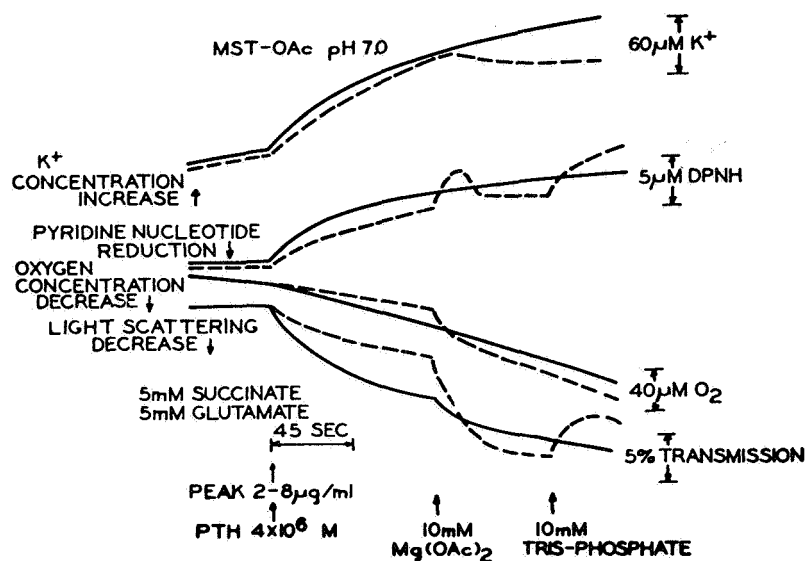 MST-OAc pH 7.0
60µM K+
K+
CONCENTRATION
INCREASE ↑
5µM DPNH
PYRIDINE NUCLEOTIDE
REDUCTION ↓
OXYGEN
CONCENTRATION
DECREASE ↓
LIGHT SCATTERING
DECREASE ↓
40µM O2
5mM SUCCINATE
5mM GLUTAMATE
45 SEC
5% TRANSMISSION
PEAK 2-8µg/ml
PTH 4×10⁶ M
10mM
Mg(OAc)2
10mM
TRIS-PHOSPHATE